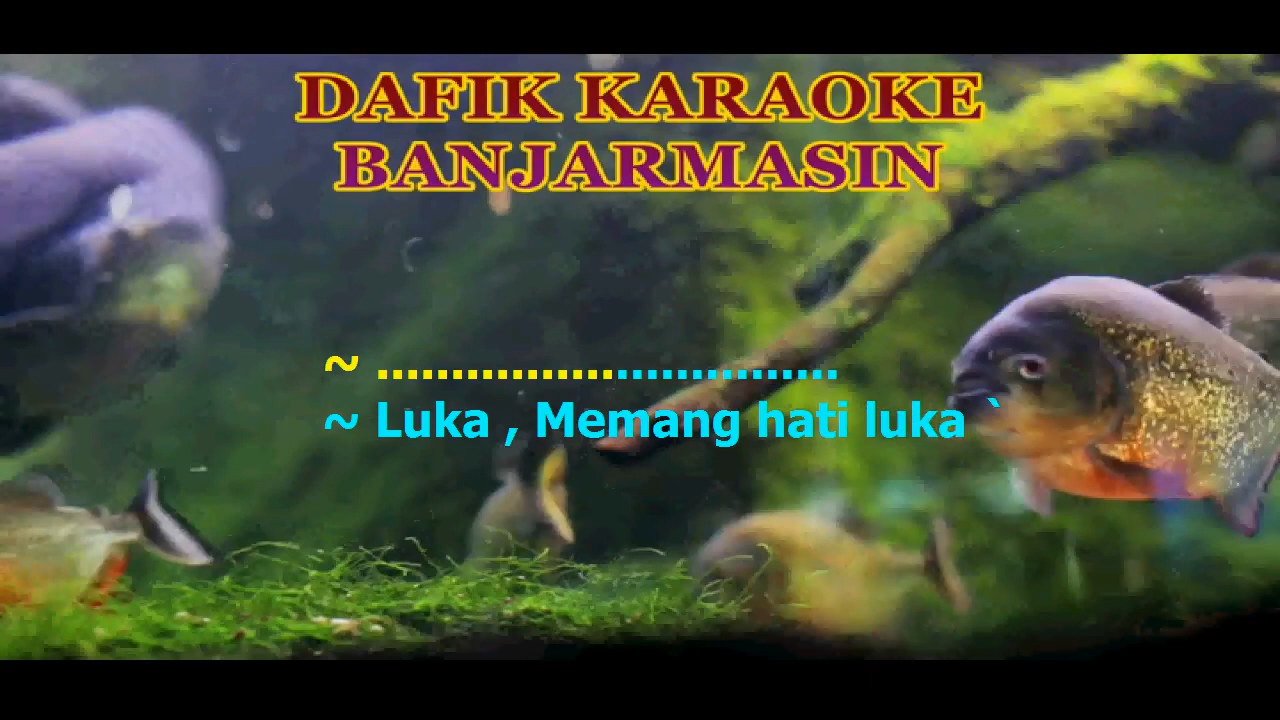 DAFIK KARAOKE
BANJARMASIN
~ ...............................
~ Luka , Memang hati luka `